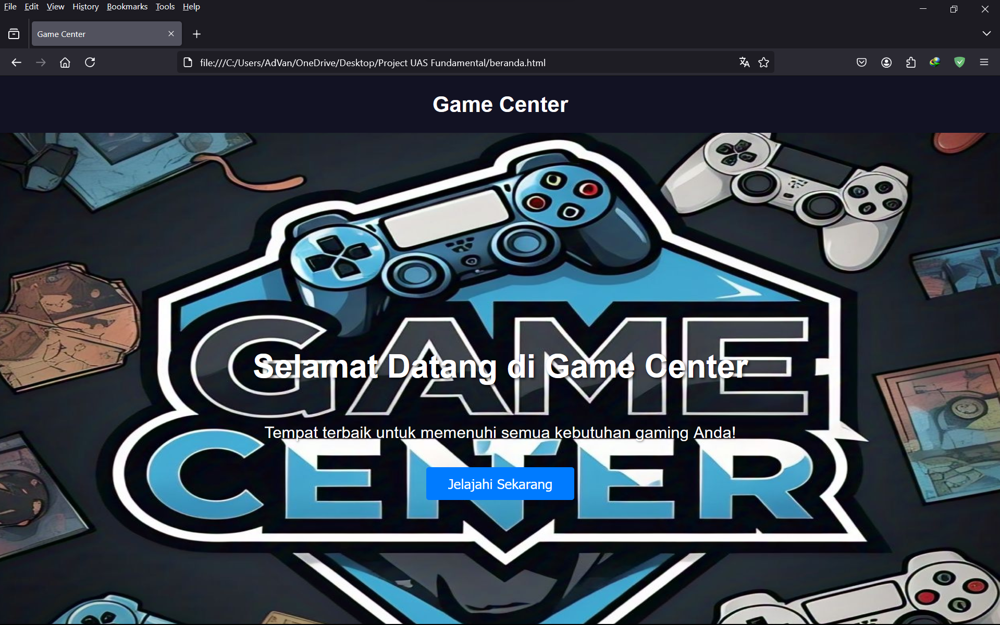 File Edit View History Bookmarks Tools Help
Game Center
file:///C:/Users/AdVan/OneDrive/Desktop/Project UAS Fundamental/beranda.html
Game Center
GAME
Selamat Datang di Game Center
Tempat terbaik untuk memenuhi semua kebutuhan gaming Anda!
CENTER
Jelajahi Sekarang